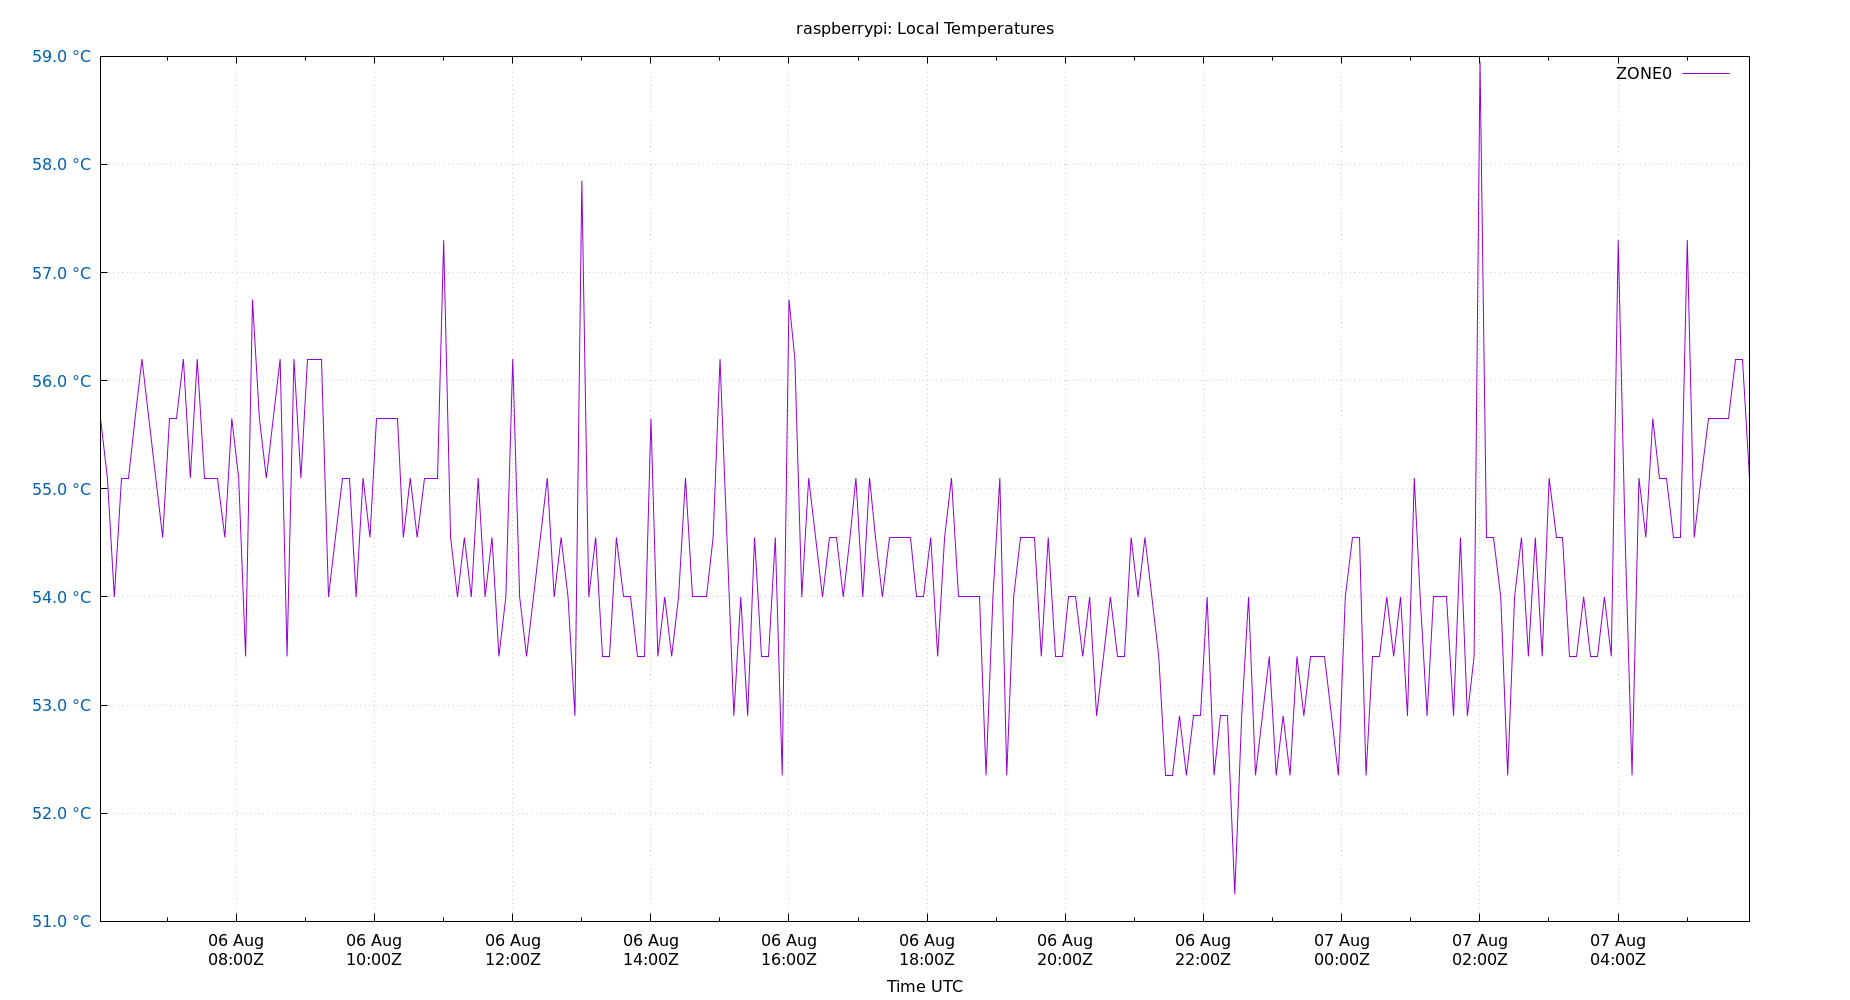 raspberrypi: Local Temperatures
59.0 °C
ZONE0
58.0 °C
57.0 °C
56.0 °C
55.0 °C
54.0 °C
53.0 °C
52.0 °C
51.0 °C
06 Aug 06 Aug 06 Aug 06 Aug 06 Aug 06 Aug 06 Aug 06 Aug 07 Aug 07 Aug 07 Aug
08:00Z 10:00Z 12:00Z 14:00Z 16:00Z 18:00Z 20:00Z 22:00Z 00:00Z 02:00Z 04:00Z
Time UTC